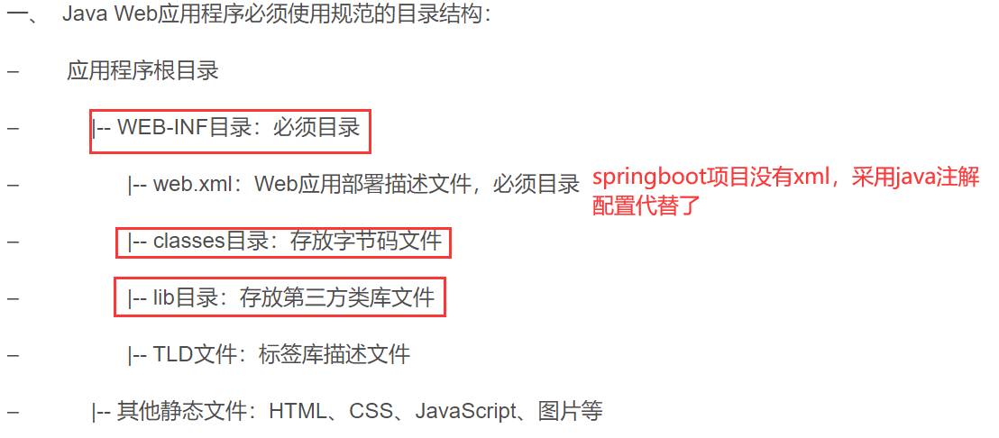 一、 Java Web应用程序必须使用规范的目录结构：
– 应用程序根目录
– |-- WEB-INF目录：必须目录
– |-- web.xml：Web应用部署描述文件，必须目录
springboot项目没有xml，采用java注解
配置代替了
– |-- classes目录：存放字节码文件
– |-- lib目录：存放第三方类库文件
– |-- TLD文件：标签库描述文件
– |-- 其他静态文件：HTML、CSS、JavaScript、图片等